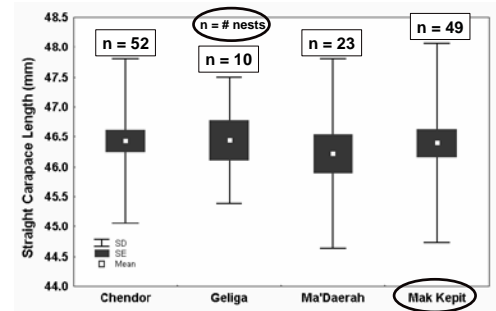 n = # nests
n = 52
n = 10
n = 23
n = 49
Straight Carapace Length (mm)
48.5
48.0
47.5
47.0
46.5
46.0
45.5
45.0
44.5
44.0
SD
SE
Mean
Chendor
Geliga
Ma'Daerah
Mak Kepit